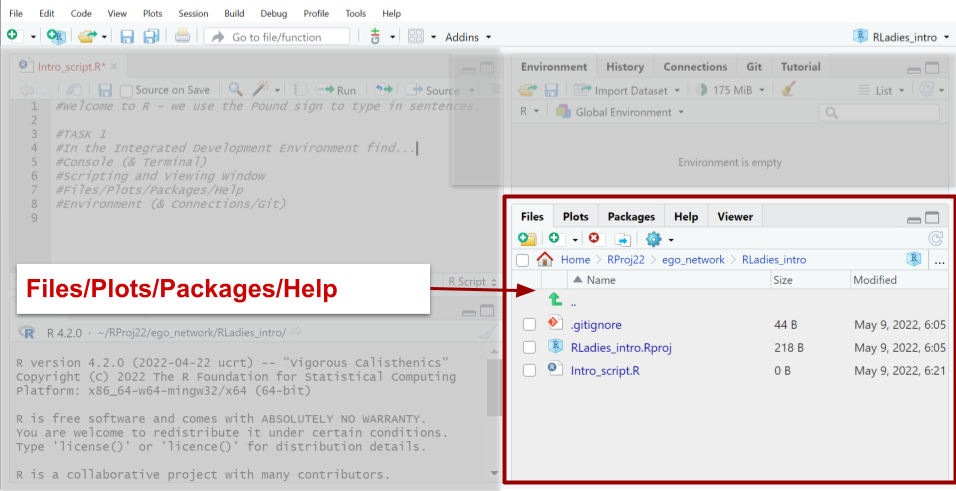 File Edit Code View Plots Session Build Debug Profile Tools Help
Go to file/function Addins RLadies_intro
Intro_script.R*
Source on Save Run Source
1 #Welcome to R - we use the Pound sign to type in sentences.
2
3 #TASK 1
4 #In the Integrated Development Environment find...
5 #Console (& Terminal)
6 #Scripting and Viewing Window
7 #Files/Plots/Packages/Help
8 #Environment (& Connections/Git)
9
R Script
Environment History Connections Git Tutorial
Import Dataset 175 MiB List
R Global Environment
Environment is empty
Files/Plots/Packages/Help
R 4.2.0 · ~/RProj22/ego_network/RLadies_intro/
R version 4.2.0 (2022-04-22 ucrt) -- "Vigorous Calisthenics"
Copyright (C) 2022 The R Foundation for Statistical Computing
Platform: x86_64-w64-mingw32/x64 (64-bit)
R is free software and comes with ABSOLUTELY NO WARRANTY.
You are welcome to redistribute it under certain conditions.
Type 'license()' or 'licence()' for distribution details.
R is a collaborative project with many contributors.
Files Plots Packages Help Viewer
Home > RProj22 > ego_network > RLadies_intro ...
Name Size Modified
..
.gitignore 44 B May 9, 2022, 6:05
RLadies_intro.Rproj 218 B May 9, 2022, 6:05
Intro_script.R 0 B May 9, 2022, 6:21